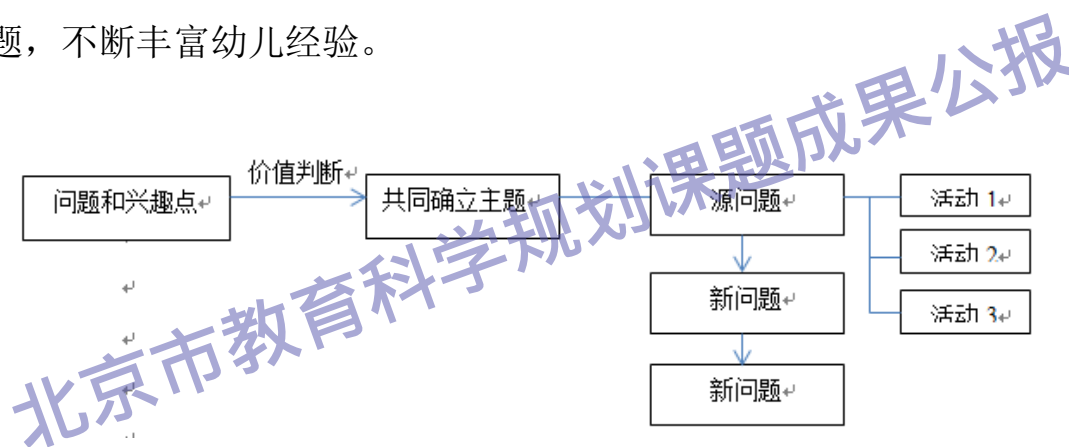 题，不断丰富幼儿经验。
价值判断
问题和兴趣点
共同确立主题
源问题
活动 1
活动 2
新问题
活动 3
新问题
北京市教育科学规划课题成果公报